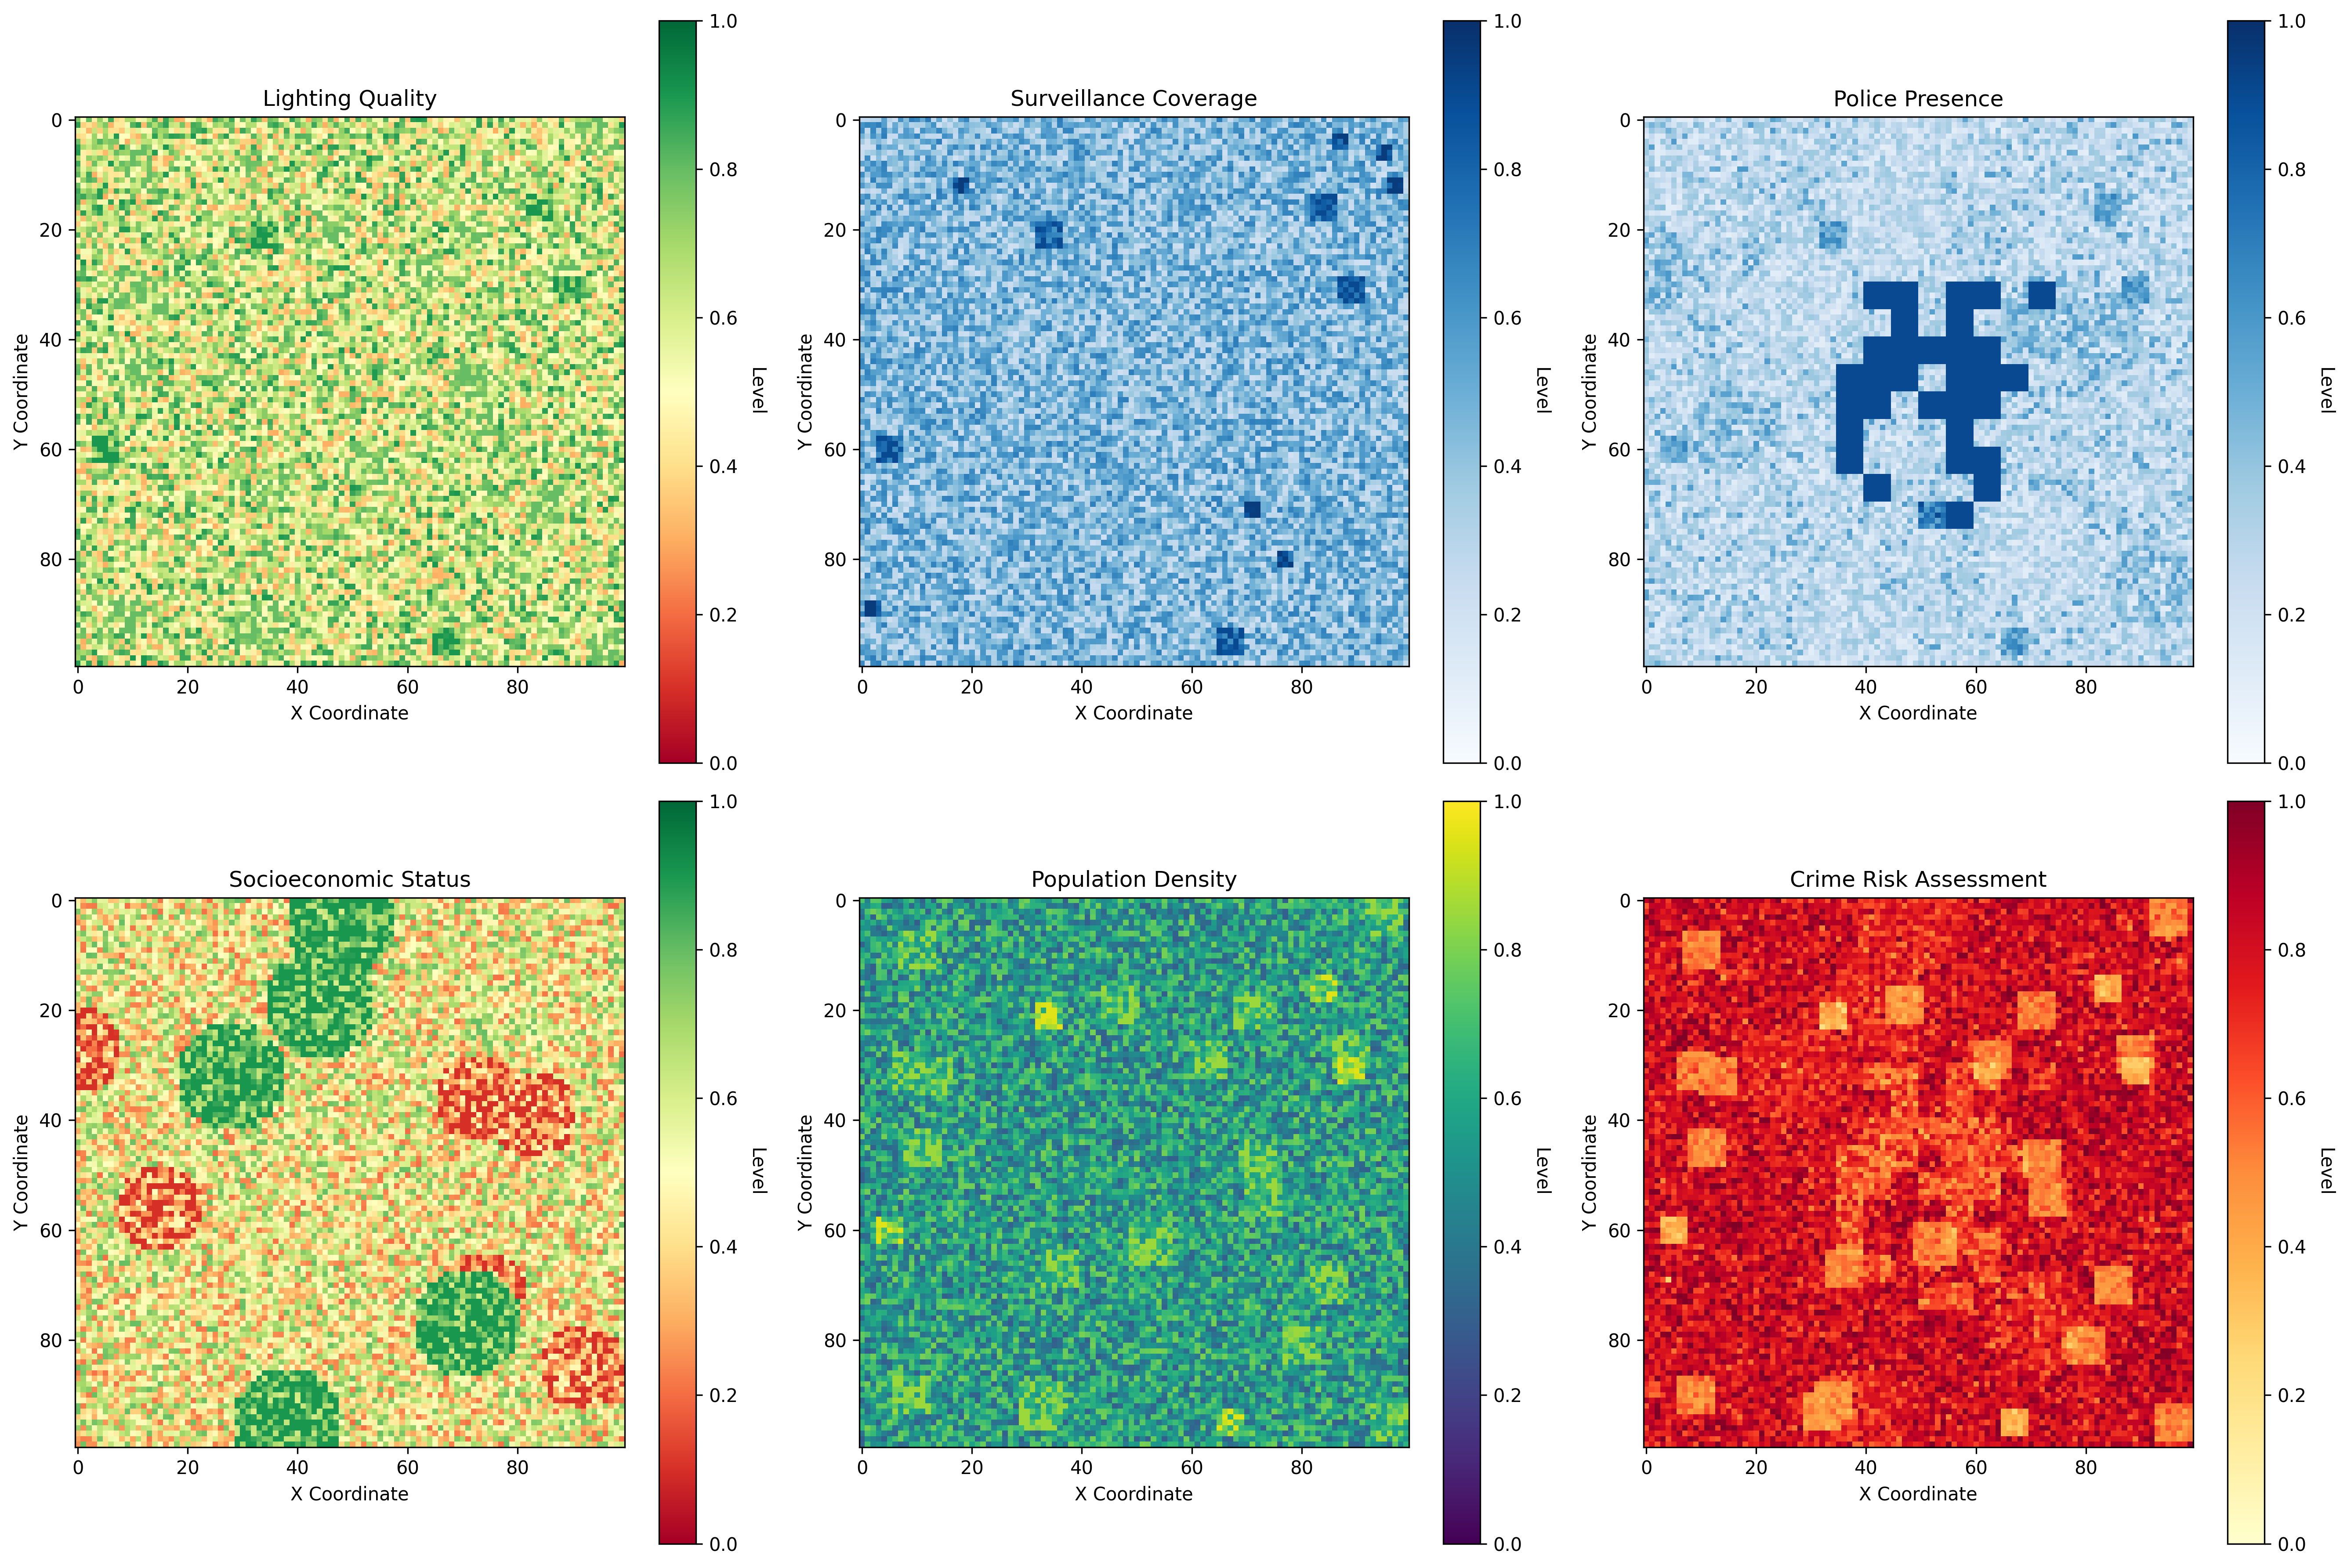 Lighting Quality
Y Coordinate
0
20
40
60
80
0 20 40 60 80
X Coordinate
1.0
0.8
0.6
0.4
0.2
0.0
Level
Surveillance Coverage
Y Coordinate
0
20
40
60
80
0 20 40 60 80
X Coordinate
1.0
0.8
0.6
0.4
0.2
0.0
Level
Police Presence
Y Coordinate
0
20
40
60
80
0 20 40 60 80
X Coordinate
1.0
0.8
0.6
0.4
0.2
0.0
Level
Socioeconomic Status
Y Coordinate
0
20
40
60
80
0 20 40 60 80
X Coordinate
1.0
0.8
0.6
0.4
0.2
0.0
Level
Population Density
Y Coordinate
0
20
40
60
80
0 20 40 60 80
X Coordinate
1.0
0.8
0.6
0.4
0.2
0.0
Level
Crime Risk Assessment
Y Coordinate
0
20
40
60
80
0 20 40 60 80
X Coordinate
1.0
0.8
0.6
0.4
0.2
0.0
Level